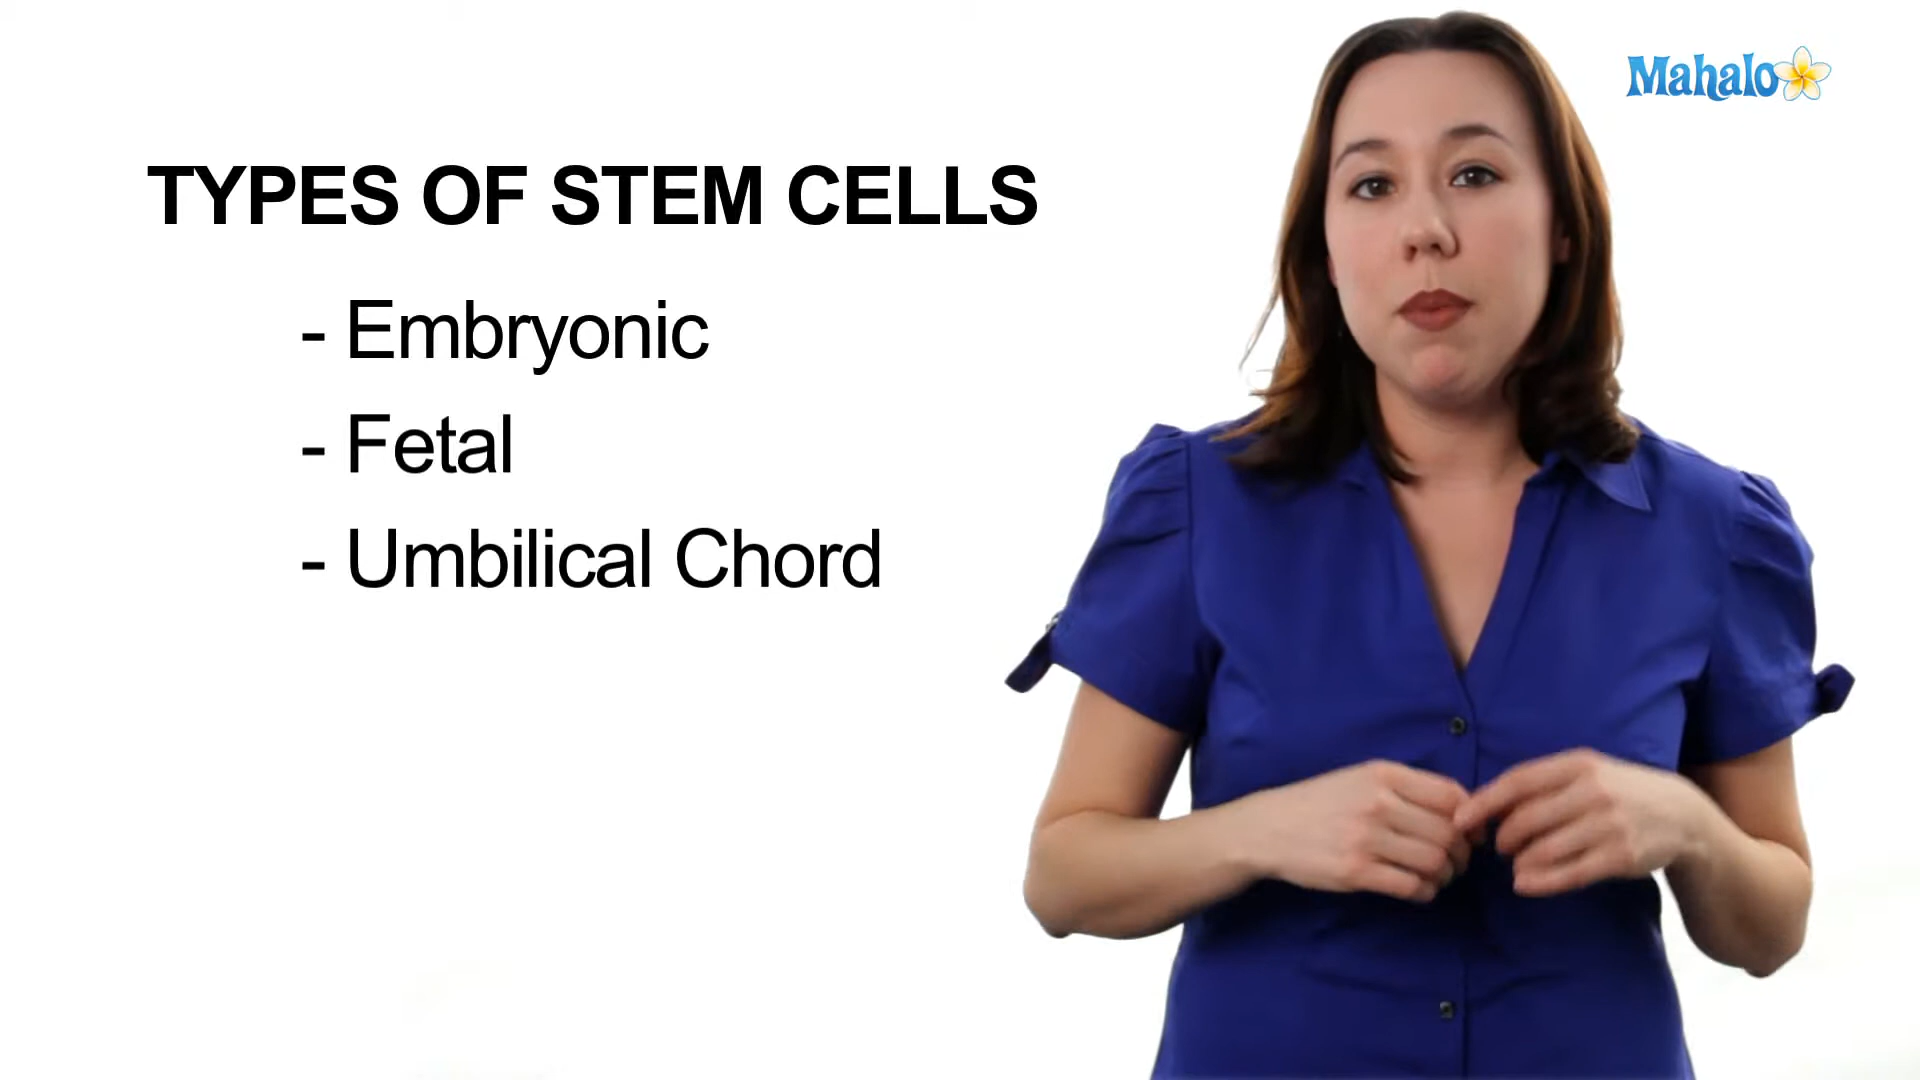 Mahalo
TYPES OF STEM CELLS
- Embryonic
- Fetal
- Umbilical Chord